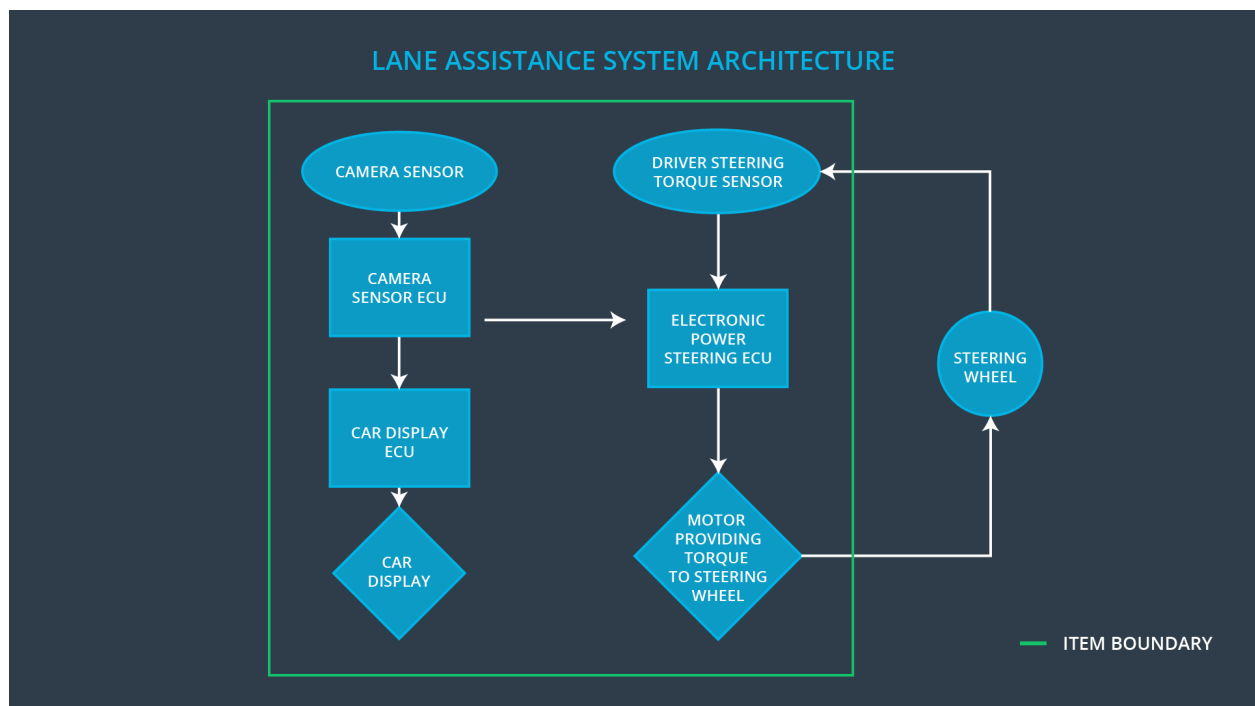 LANE ASSISTANCE SYSTEM ARCHITECTURE
CAMERA SENSOR
CAMERA
SENSOR ECU
CAR DISPLAY
ECU
CAR
DISPLAY
DRIVER STEERING
TORQUE SENSOR
ELECTRONIC
POWER
STEERING ECU
MOTOR
PROVIDING
TORQUE
TO STEERING
WHEEL
STEERING
WHEEL
ITEM BOUNDARY